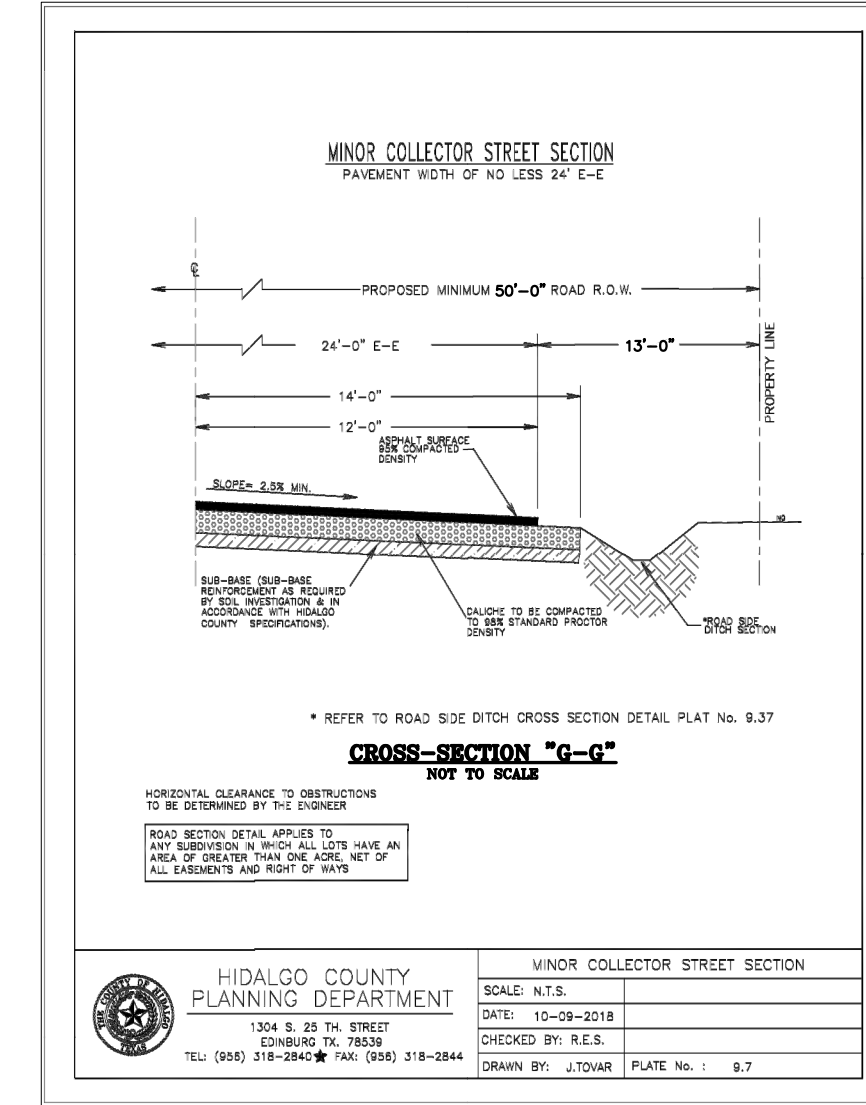 MINOR COLLECTOR STREET SECTION
PAVEMENT WIDTH OF NO LESS 24' E-E
℄
PROPOSED MINIMUM 50'-0" ROAD R.O.W.
24'-0" E-E
13'-0"
PROPERTY LINE
14'-0"
12'-0"
ASPHALT SURFACE
95% COMPACTED
DENSITY
SLOPE= 2.5% MIN.
NG
SUB-BASE (SUB-BASE
REINFORCEMENT AS REQUIRED
BY SOIL INVESTIGATION & IN
ACCORDANCE WITH HIDALGO
COUNTY SPECIFICATIONS).
CALICHE TO BE COMPACTED
TO 98% STANDARD PROCTOR
DENSITY
*ROAD SIDE
DITCH SECTION
* REFER TO ROAD SIDE DITCH CROSS SECTION DETAIL PLAT No. 9.37
CROSS-SECTION "G-G"
NOT TO SCALE
HORIZONTAL CLEARANCE TO OBSTRUCTIONS
TO BE DETERMINED BY THE ENGINEER
ROAD SECTION DETAIL APPLIES TO
ANY SUBDIVISION IN WHICH ALL LOTS HAVE AN
AREA OF GREATER THAN ONE ACRE, NET OF
ALL EASEMENTS AND RIGHT OF WAYS
THE COUNTY OF HIDALGO
TEXAS
HIDALGO COUNTY
PLANNING DEPARTMENT
1304 S. 25 TH. STREET
EDINBURG TX. 78539
TEL: (956) 318-2840★ FAX: (956) 318-2844
MINOR COLLECTOR STREET SECTION
SCALE: N.T.S.
DATE: 10-09-2018
CHECKED BY: R.E.S.
DRAWN BY: J.TOVAR
PLATE No. : 9.7